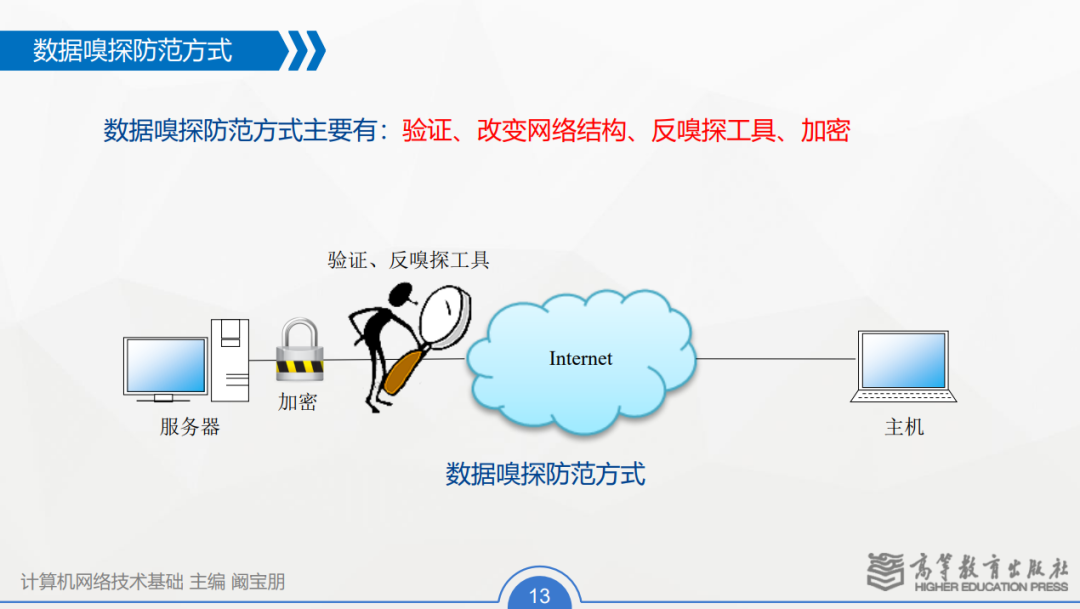 数据嗅探防范方式
数据嗅探防范方式主要有：验证、改变网络结构、反嗅探工具、加密
验证、反嗅探工具
Internet
加密
服务器
主机
数据嗅探防范方式
计算机网络技术基础 主编 阚宝朋
13
高等教育出版社
HIGHER EDUCATION PRESS